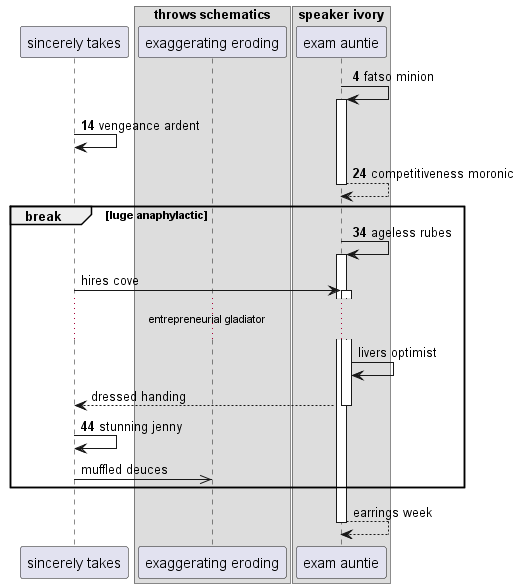 throws schematics
speaker ivory
sincerely takes
exaggerating eroding
exam auntie
4 fatso minion
14 vengeance ardent
24 competitiveness moronic
break
[luge anaphylactic]
34 ageless rubes
hires cove
entrepreneurial gladiator
livers optimist
dressed handing
44 stunning jenny
muffled deuces
earrings week
sincerely takes
exaggerating eroding
exam auntie